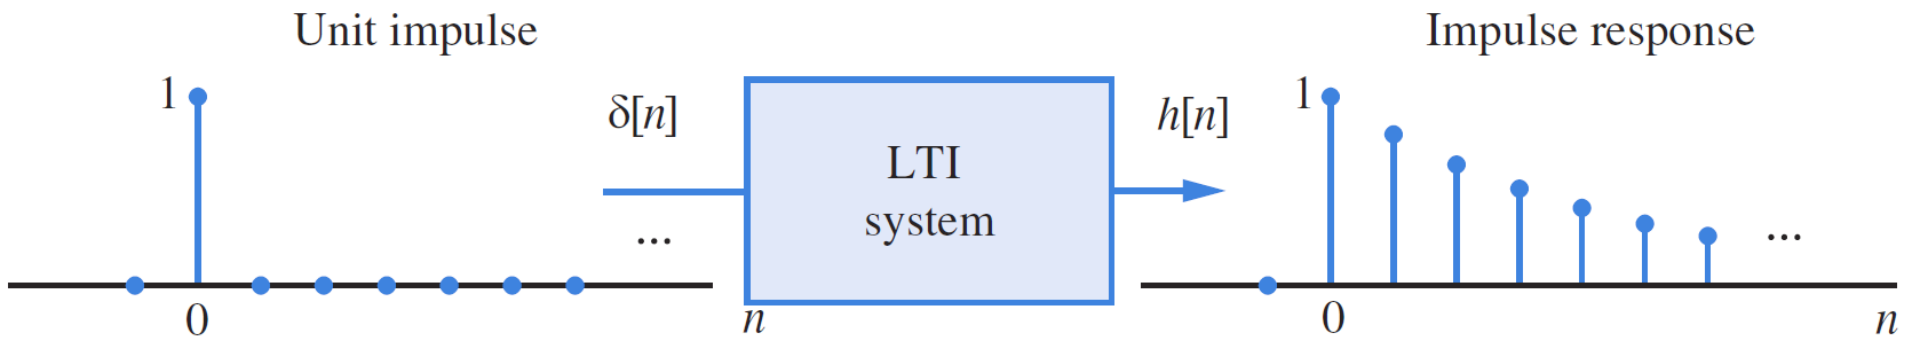 Unit impulse
1
δ[n]
...
0
n
LTI
system
h[n]
Impulse response
1
...
0
n